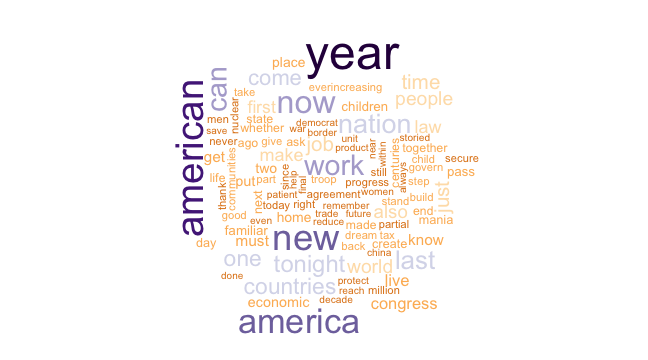 year
place
come
time
can
everincreasing
take
people
now
first
children
men
nuclear
state
democrat
nation
law
save
whether
war
border
american
never
ago
give
ask
job
unit
product
near
within
storied
together
centuries
get
make
work
two
still
child
secure
life
communities
put
part
since
help
final
troop
progress
always
govern
pass
thank
next
patient
agreement
women
step
just
today
right
remember
stand
build
good
even
home
trade
future
also
end
mania
reduce
made
partial
familiar
new
dream
tax
day
must
back
create
know
one
tonight
china
world
last
done
countries
protect
live
reach
million
economic
decade
congress
america